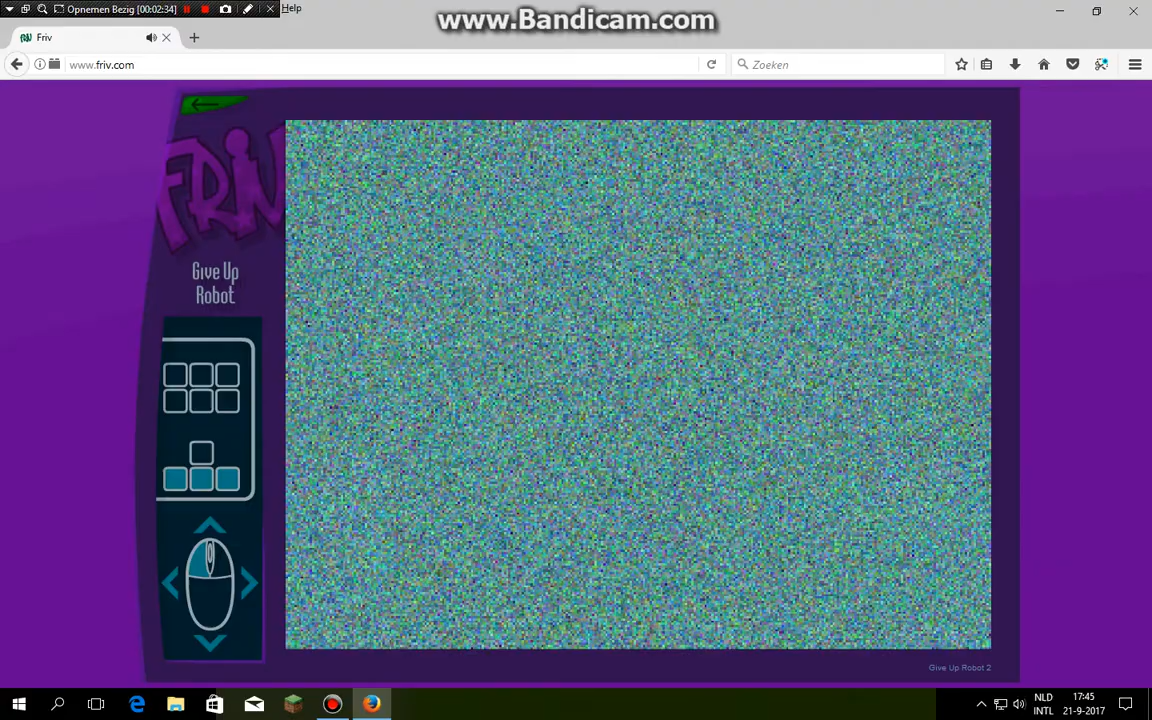 Opnemen Bezig [00:02:34]
Help
www.Bandicam.com
Friv
www.friv.com
Zoeken
FRIV
Give Up
Robot
Give Up Robot 2
NLD
INTL
17:45
21-9-2017